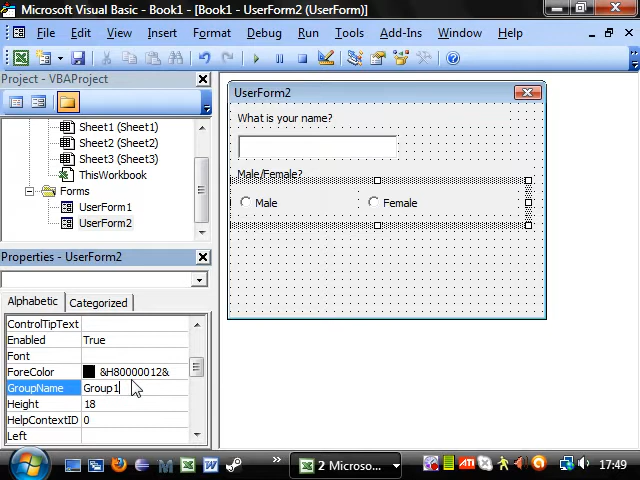 Microsoft Visual Basic - Book1 - [Book1 - UserForm2 (UserForm)]
File Edit View Insert Format Debug Run Tools Add-Ins Window Help
Project - VBAProject
Sheet1 (Sheet1)
Sheet2 (Sheet2)
Sheet3 (Sheet3)
ThisWorkbook
Forms
UserForm1
UserForm2
Properties - UserForm2
Alphabetic Categorized
ControlTipText
Enabled True
Font
ForeColor &H80000012&
GroupName Group1
Height 18
HelpContextID 0
Left
UserForm2
What is your name?
Male/Female?
Male Female
2 Microso...
ATI
17:49